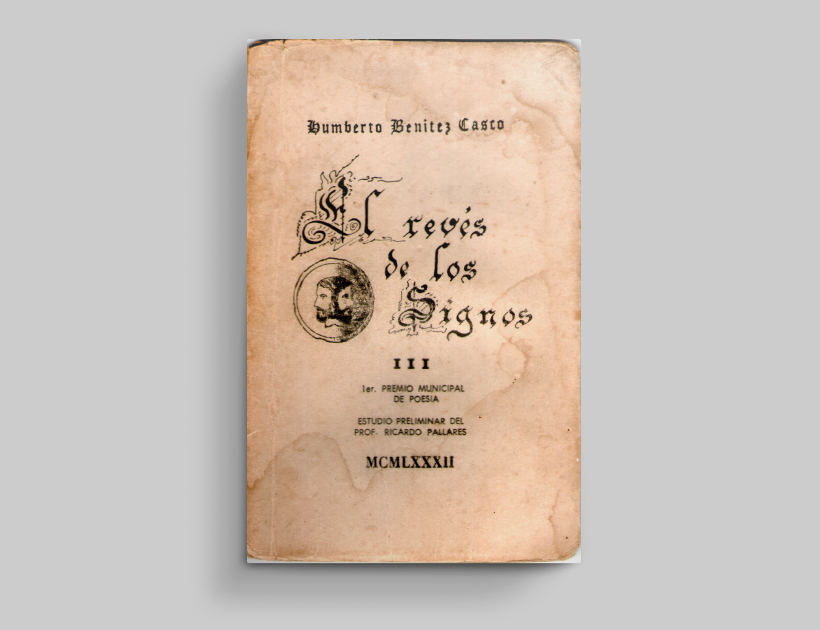 Humberto Benitez Casco
El revés
de los
Signos
III
1er. PREMIO MUNICIPAL
DE POESIA
ESTUDIO PRELIMINAR DEL
PROF. RICARDO PALLARES
MCMLXXXII